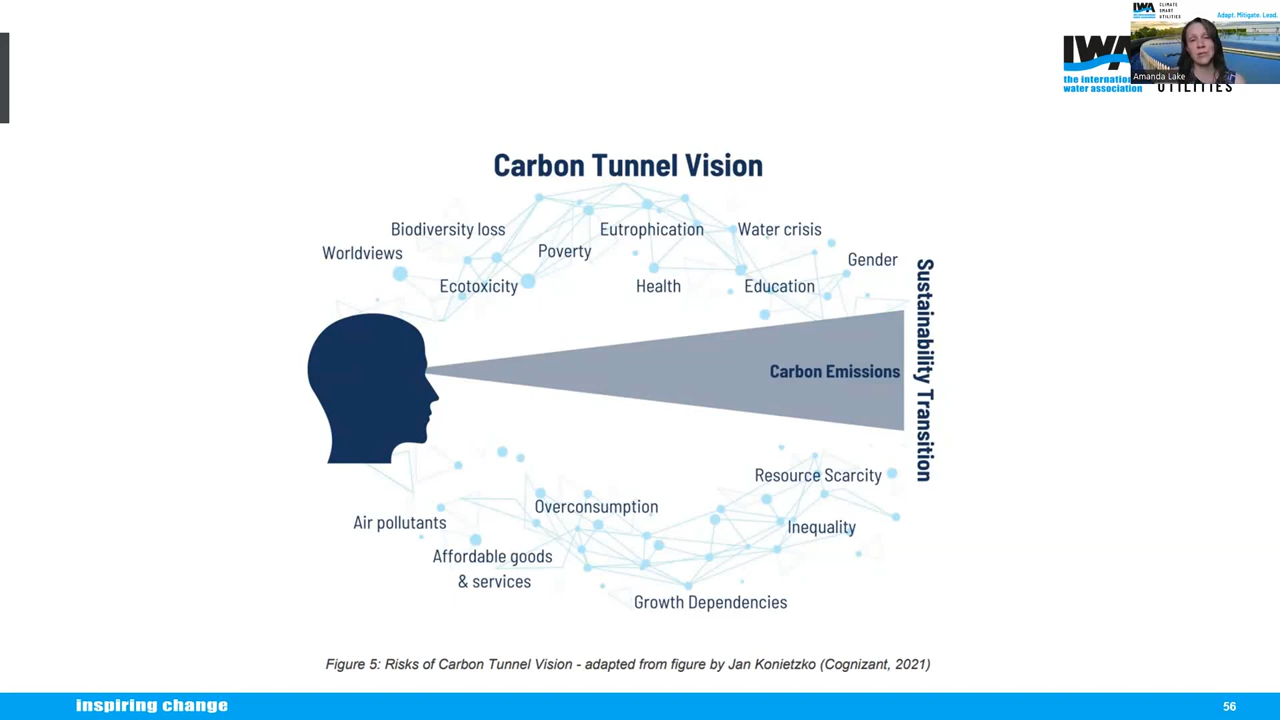 IWA
CLIMATE
SMART
UTILITIES
Adapt. Mitigate. Lead.
IWA
the internatio
water association
UTILITIES
Amanda Lake
Carbon Tunnel Vision
Biodiversity loss
Eutrophication
Water crisis
Worldviews
Poverty
Gender
Ecotoxicity
Health
Education
Carbon Emissions
Sustainability Transition
Resource Scarcity
Overconsumption
Air pollutants
Inequality
Affordable goods
& services
Growth Dependencies
Figure 5: Risks of Carbon Tunnel Vision - adapted from figure by Jan Konietzko (Cognizant, 2021)
inspiring change
56